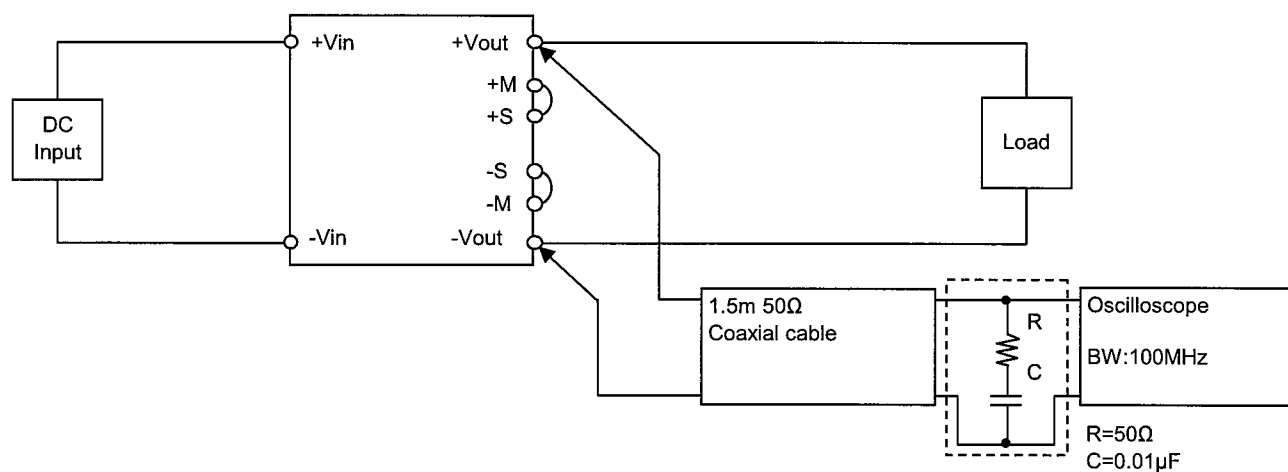 +Vin
+Vout
+M
+S
DC
Input
Load
-S
-M
-Vin
-Vout
1.5m 50Ω
Coaxial cable
R
C
Oscilloscope
BW:100MHz
R=50Ω
C=0.01µF